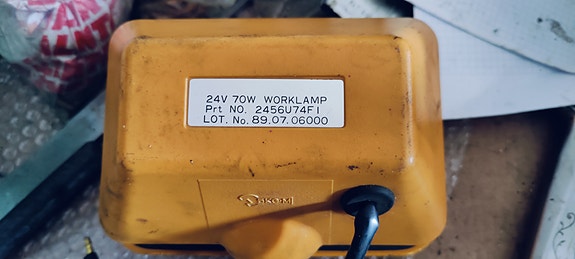 24V 70W WORKLAMP
Prt NO. 2456U74F1
LOT. No. 89.07.06000